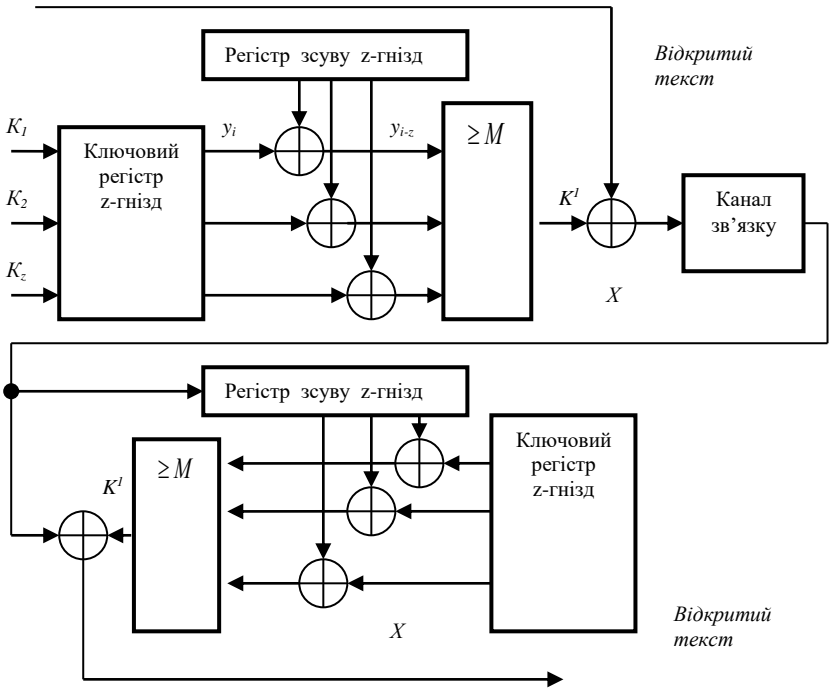 Регістр зсуву z-гнізд
Відкритий
текст
K1
yi
yi-z
≥M
Ключовий
регістр
z-гнізд
K2
K1
Канал
зв’язку
Kz
X
Регістр зсуву z-гнізд
Ключовий
регістр
z-гнізд
≥M
K1
Відкритий
текст
X